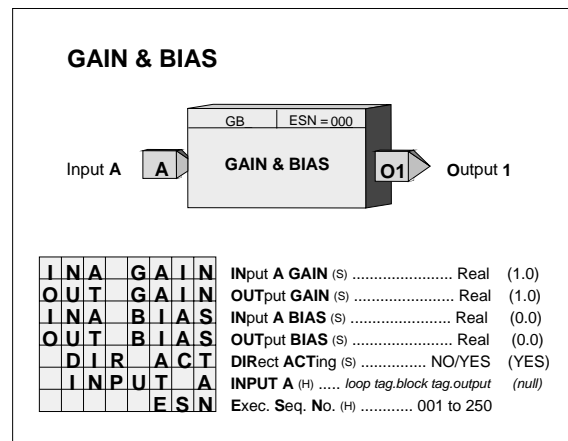 GAIN & BIAS
GB_ ESN = 000
Input A A GAIN & BIAS O1 Output 1
INA GAIN INput A GAIN (S) ....................... Real (1.0)
OUT GAIN OUTput GAIN (S) ....................... Real (1.0)
INA BIAS INput A BIAS (S) ......................... Real (0.0)
OUT BIAS OUTput BIAS (S) ........................ Real (0.0)
DIR ACT DIRect ACTing (S) .............. NO/YES (YES)
INPUT A INPUT A (H) ..... loop tag.block tag.output (null)
ESN Exec. Seq. No. (H) ............ 001 to 250